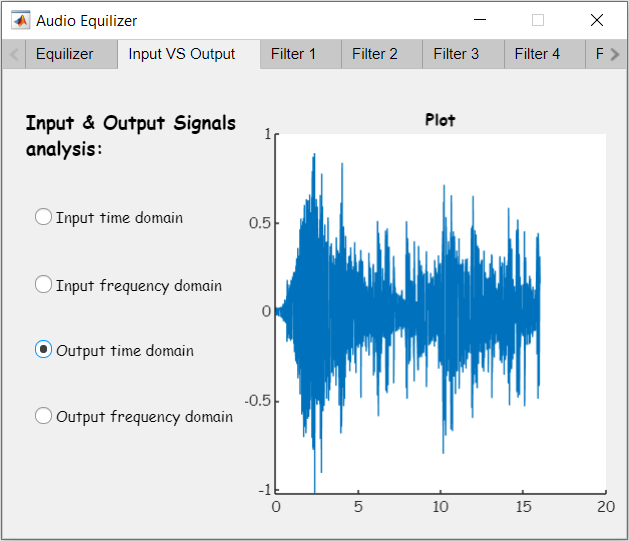 Audio Equilizer
Equilizer
Input VS Output
Filter 1
Filter 2
Filter 3
Filter 4
F
Input & Output Signals
analysis:
Input time domain
Input frequency domain
Output time domain
Output frequency domain
Plot
1
0.5
0
-0.5
-1
0
5
10
15
20